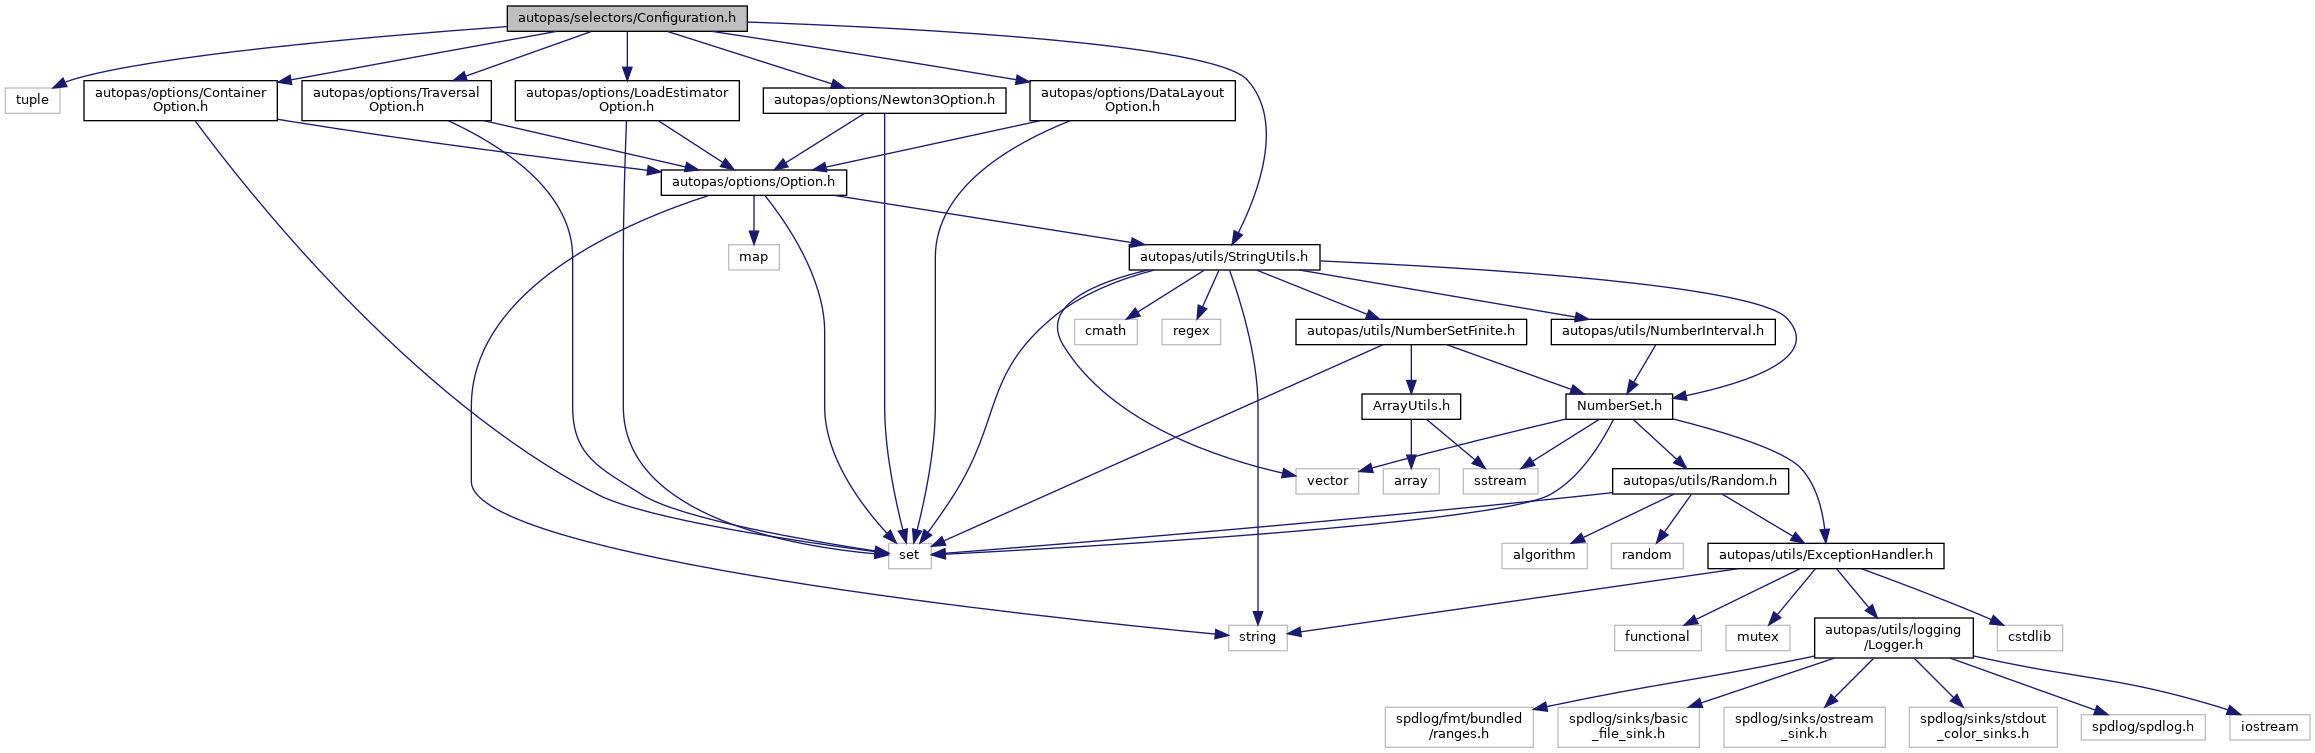 autopas/selectors/Configuration.h
tuple
autopas/options/Container
Option.h
autopas/options/Traversal
Option.h
autopas/options/LoadEstimator
Option.h
autopas/options/Newton3Option.h
autopas/options/DataLayout
Option.h
autopas/options/Option.h
map
autopas/utils/StringUtils.h
cmath
regex
autopas/utils/NumberSetFinite.h
autopas/utils/NumberInterval.h
ArrayUtils.h
NumberSet.h
vector
array
sstream
autopas/utils/Random.h
set
algorithm
random
autopas/utils/ExceptionHandler.h
string
functional
mutex
autopas/utils/logging
/Logger.h
cstdlib
spdlog/fmt/bundled
/ranges.h
spdlog/sinks/basic
_file_sink.h
spdlog/sinks/ostream
_sink.h
spdlog/sinks/stdout
_color_sinks.h
spdlog/spdlog.h
iostream